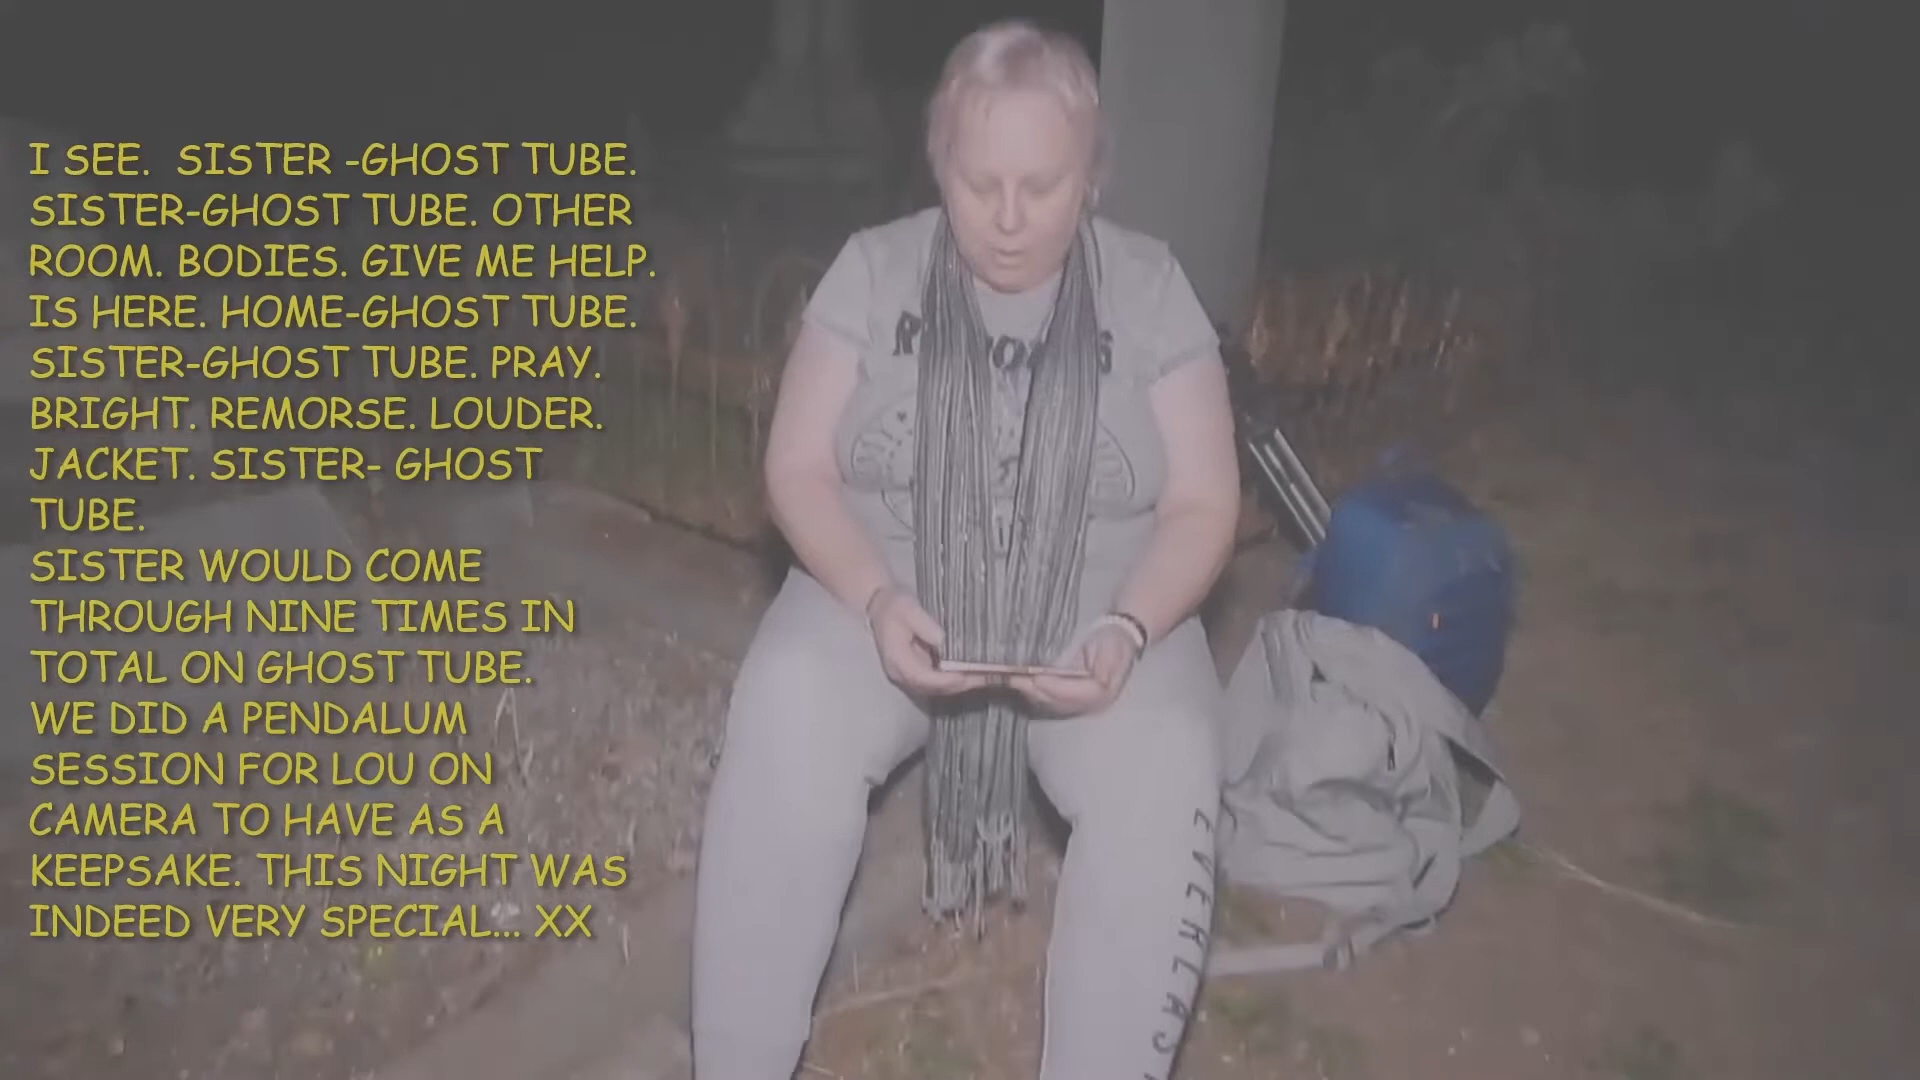 I SEE.  SISTER -GHOST TUBE.
SISTER-GHOST TUBE. OTHER
ROOM. BODIES. GIVE ME HELP.
IS HERE. HOME-GHOST TUBE.
SISTER-GHOST TUBE. PRAY.
BRIGHT. REMORSE. LOUDER.
JACKET. SISTER- GHOST
TUBE.
SISTER WOULD COME
THROUGH NINE TIMES IN
TOTAL ON GHOST TUBE.
WE DID A PENDALUM
SESSION FOR LOU ON
CAMERA TO HAVE AS A
KEEPSAKE. THIS NIGHT WAS
INDEED VERY SPECIAL... XX
EVERLAS